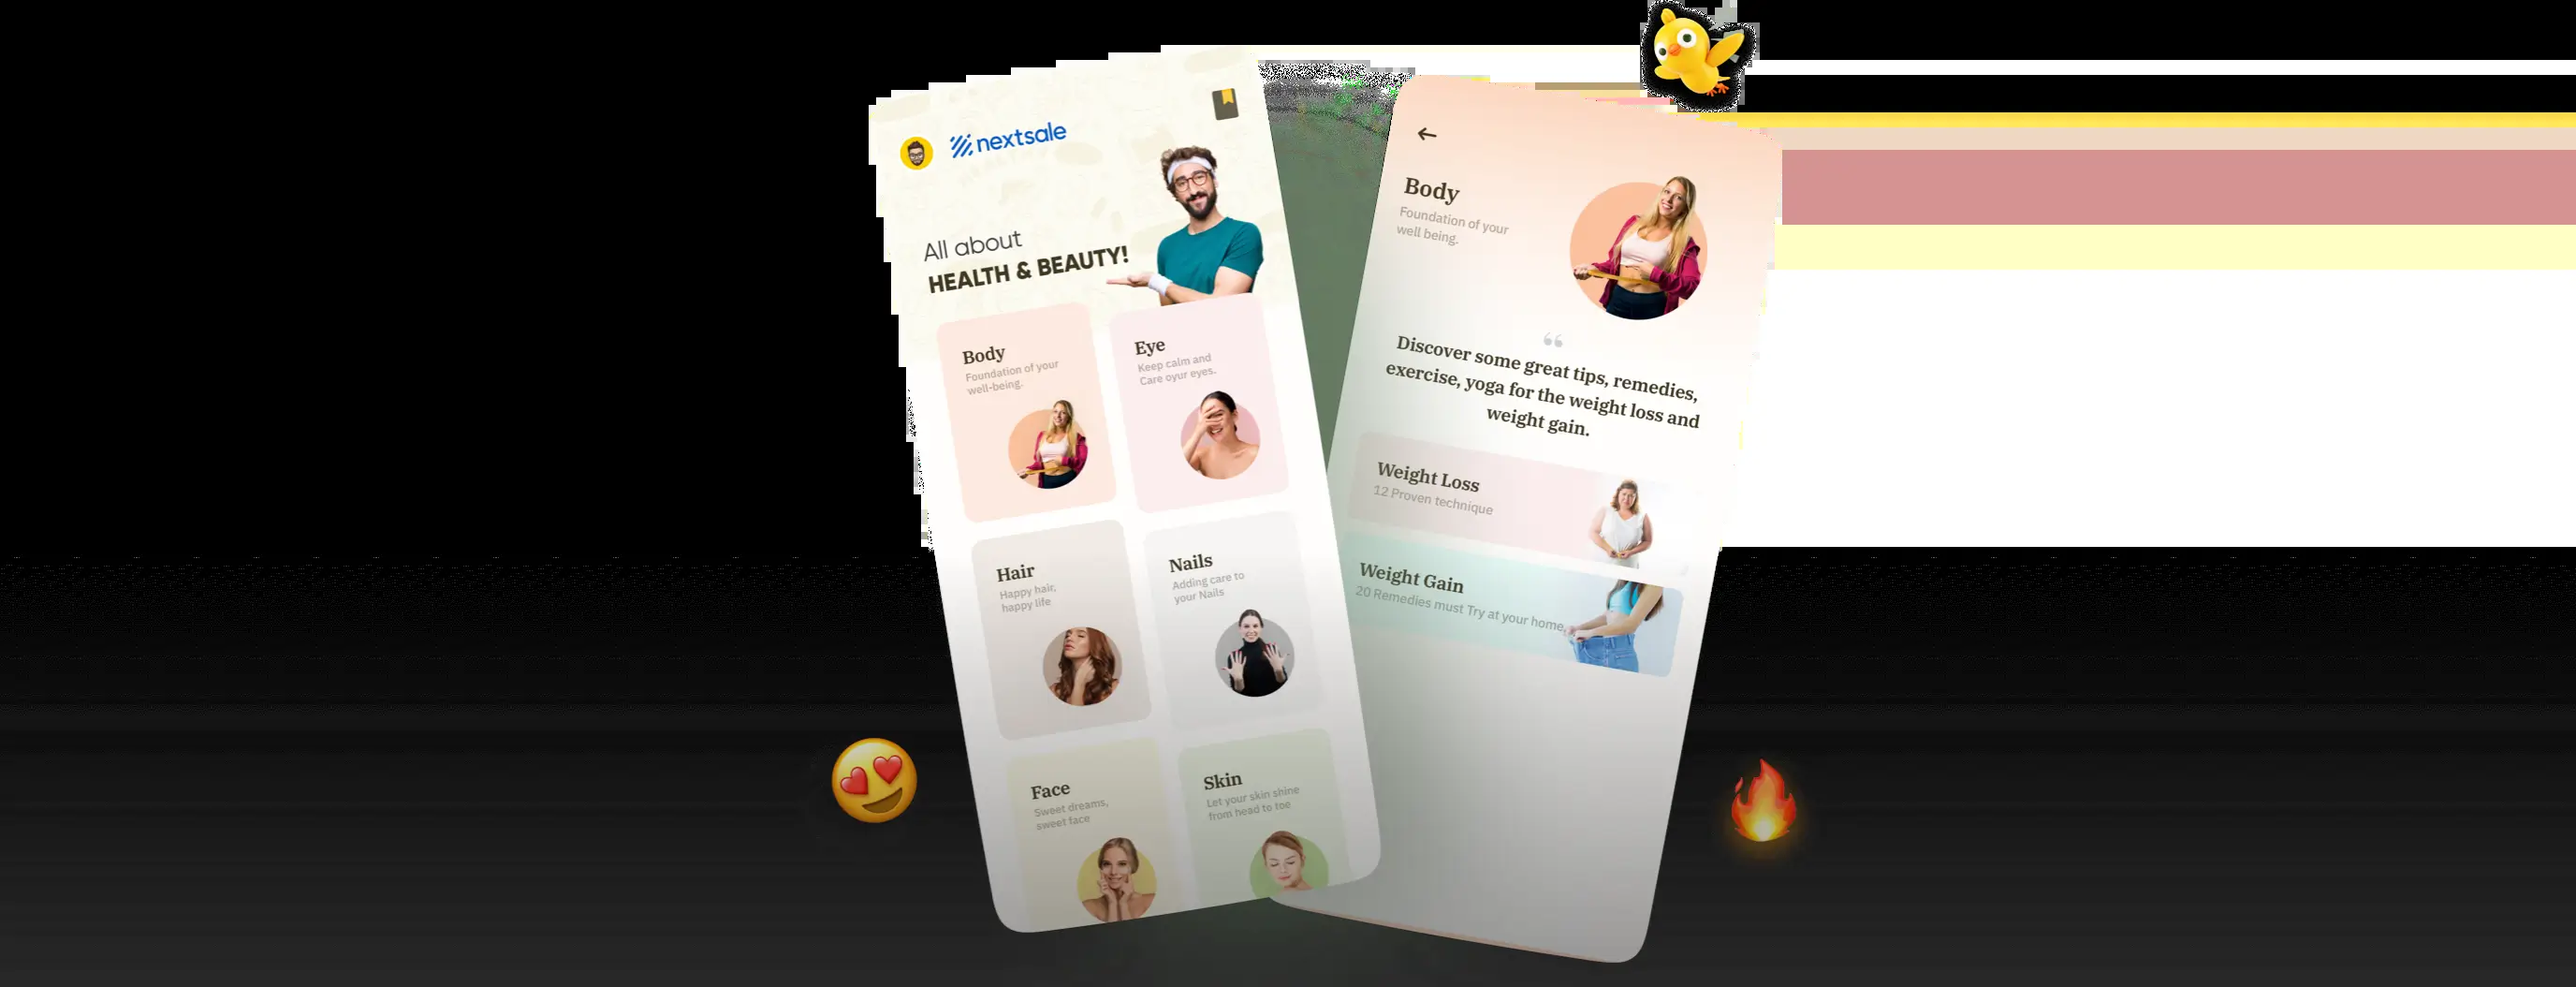 nextsale
All about
HEALTH & BEAUTY!
Body
Foundation of your
well-being.
Eye
Keep calm and
Care oyur eyes.
Hair
Happy hair,
happy life
Nails
Adding care to
your Nails
Face
Sweet dreams,
sweet face
Skin
Let your skin shine
from head to toe
Body
Foundation of your
well being.
Discover some great tips, remedies,
exercise, yoga for the weight loss and
weight gain.
Weight Loss
12 Proven technique
Weight Gain
20 Remedies must Try at your home.